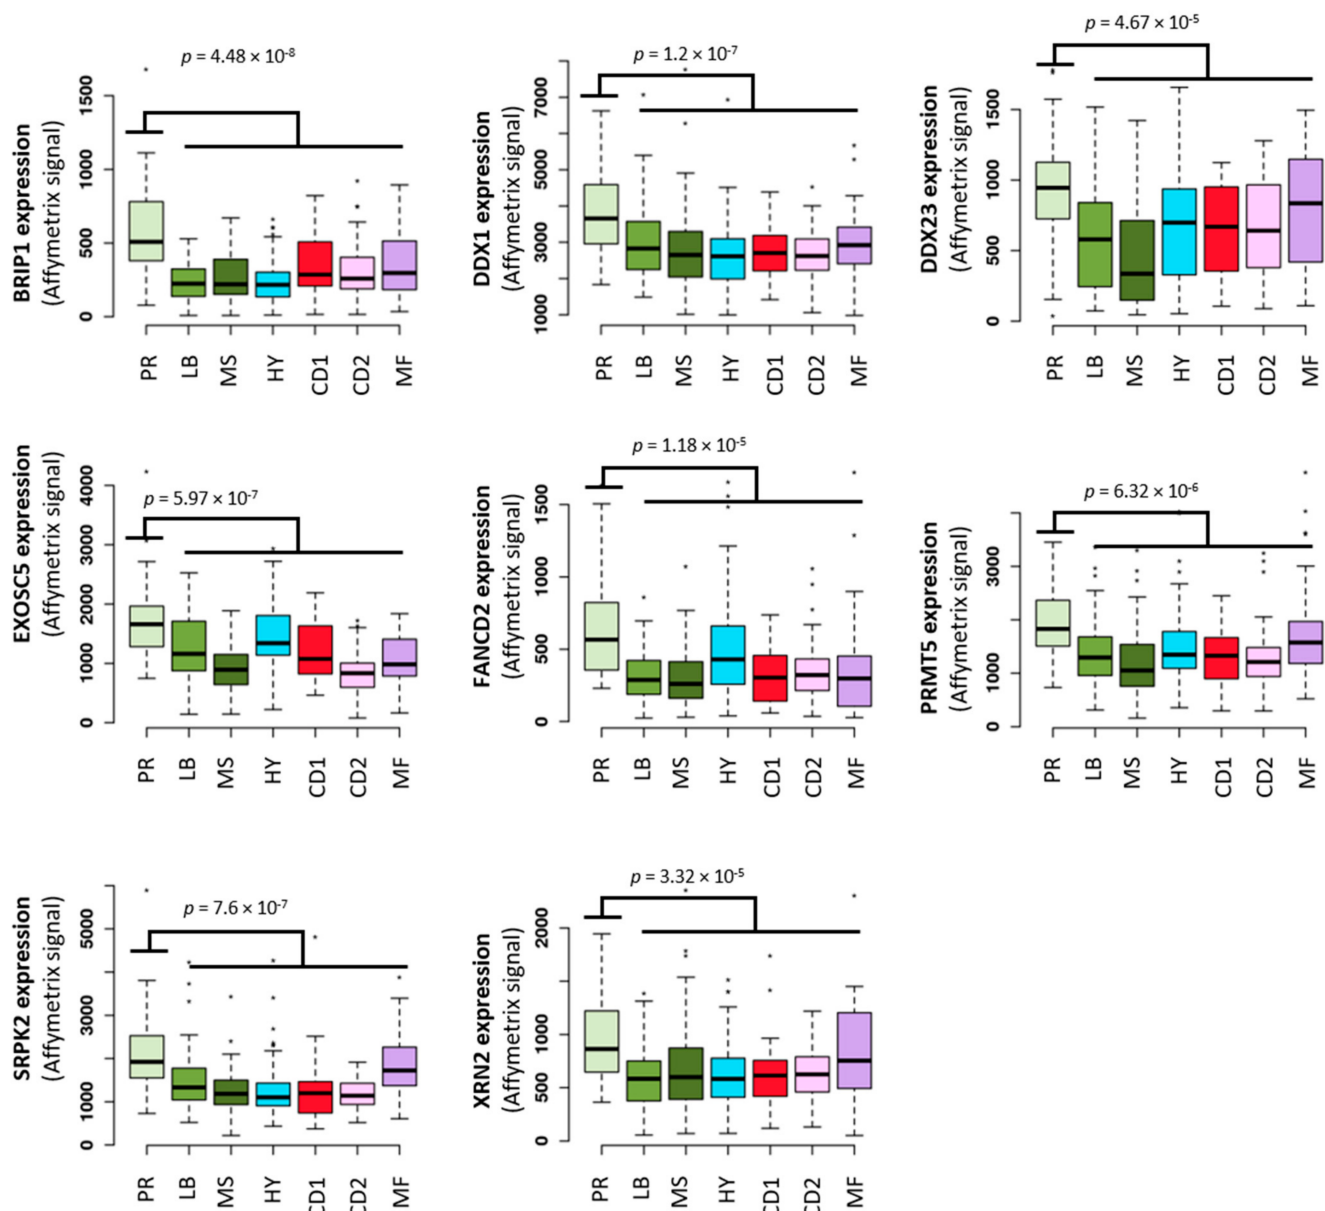 p = 4.48 × 10-8
BRIP1 expression
(Affymetrix signal)
0 500 1000 1500
PR LB MS HY CD1 CD2 MF
p = 1.2 × 10-7
DDX1 expression
(Affymetrix signal)
1000 3000 5000 7000
PR LB MS HY CD1 CD2 MF
p = 4.67 × 10-5
DDX23 expression
(Affymetrix signal)
0 500 1000 1500
PR LB MS HY CD1 CD2 MF
p = 5.97 × 10-7
EXOSC5 expression
(Affymetrix signal)
0 1000 2000 3000 4000
PR LB MS HY CD1 CD2 MF
p = 1.18 × 10-5
FANCD2 expression
(Affymetrix signal)
0 500 1000 1500
PR LB MS HY CD1 CD2 MF
p = 6.32 × 10-6
PRMT5 expression
(Affymetrix signal)
0 1000 3000
PR LB MS HY CD1 CD2 MF
p = 7.6 × 10-7
SRPK2 expression
(Affymetrix signal)
0 1000 3000 5000
PR LB MS HY CD1 CD2 MF
p = 3.32 × 10-5
XRN2 expression
(Affymetrix signal)
0 500 1000 2000
PR LB MS HY CD1 CD2 MF